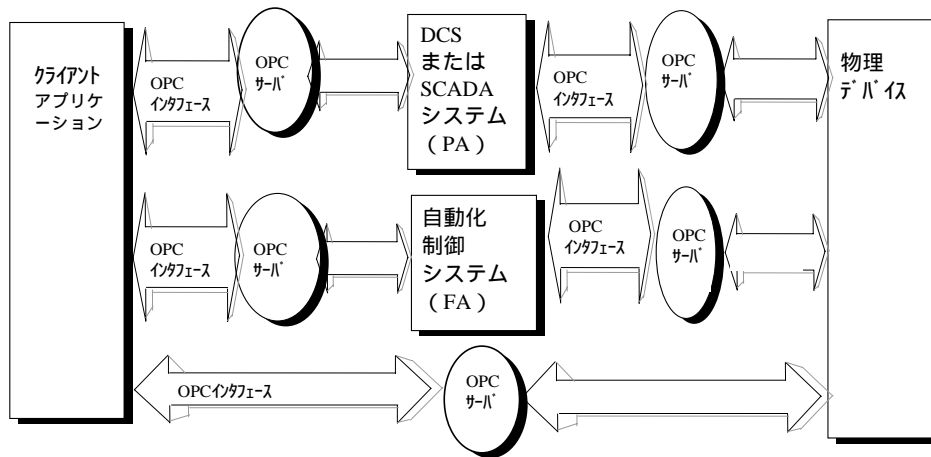 クライアント
アプリケ
ーション
OPC
インタフェース
OPC
サーバ
DCS
または
SCADA
システム
(PA)
OPC
インタフェース
OPC
サーバ
物理
デバイス
OPC
インタフェース
OPC
サーバ
自動化
制御
システム
(FA)
OPC
インタフェース
OPC
サーバ
OPCインタフェース
OPC
サーバ